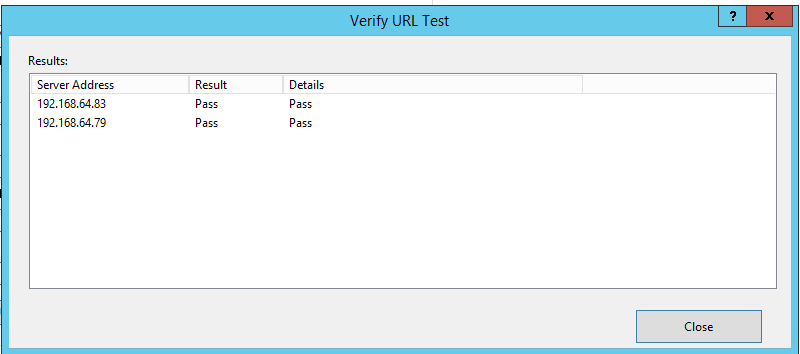 Verify URL Test
?
x
Results:
Server Address Result Details
192.168.64.83 Pass Pass
192.168.64.79 Pass Pass
Close